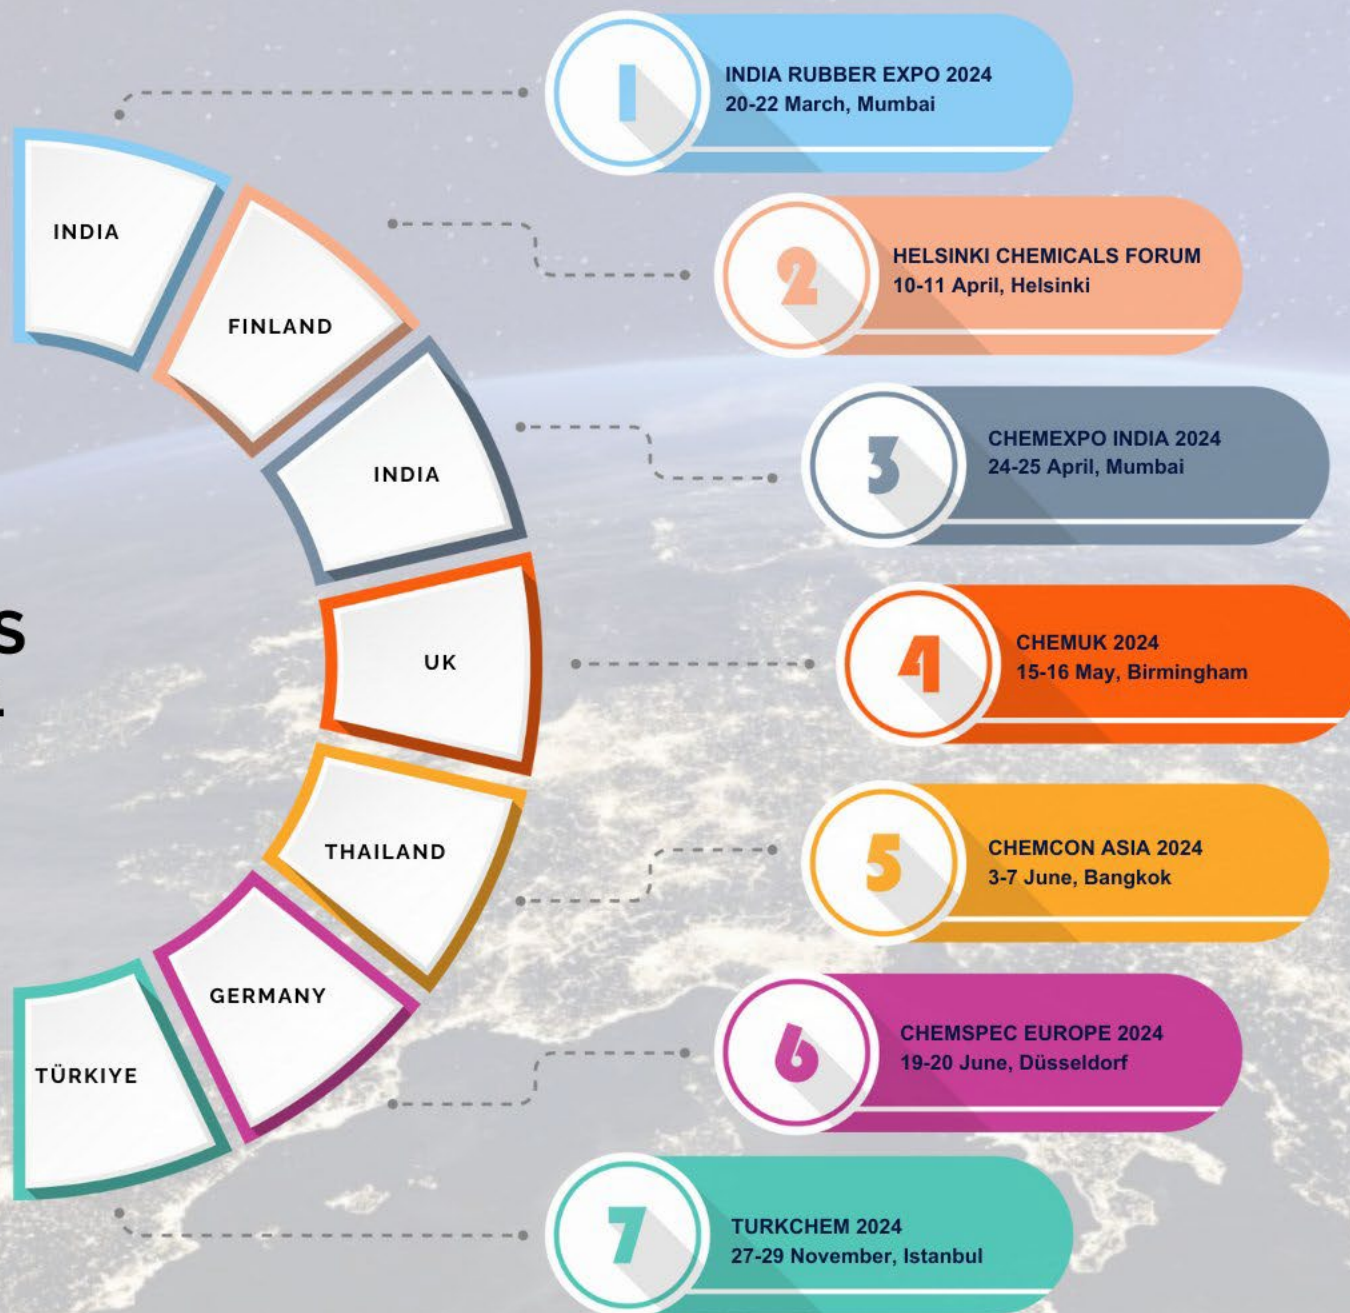 INDIA
FINLAND
INDIA
UK
THAILAND
GERMANY
TÜRKIYE
1
INDIA RUBBER EXPO 2024
20-22 March, Mumbai
2
HELSINKI CHEMICALS FORUM
10-11 April, Helsinki
3
CHEMEXPO INDIA 2024
24-25 April, Mumbai
4
CHEMUK 2024
15-16 May, Birmingham
5
CHEMCON ASIA 2024
3-7 June, Bangkok
6
CHEMSPEC EUROPE 2024
19-20 June, Düsseldorf
7
TURKCHEM 2024
27-29 November, Istanbul